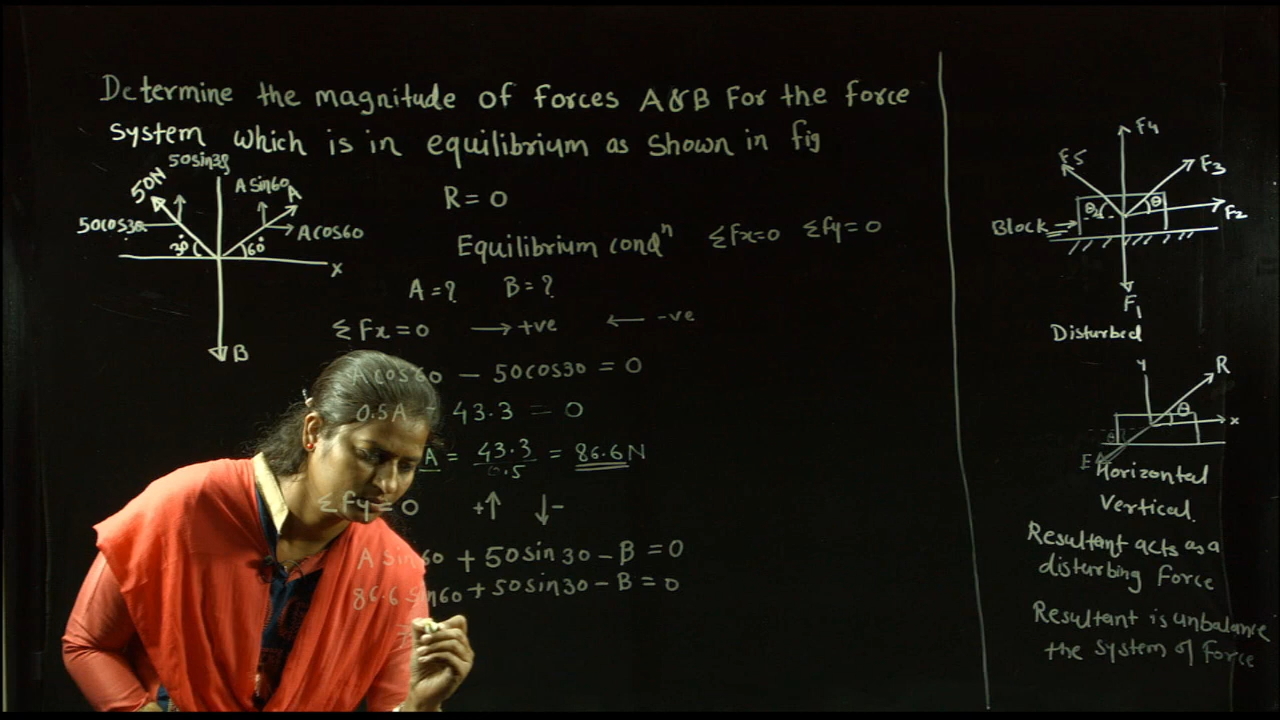 Determine the magnitude of forces A&B For the force
system which is in equilibrium as shown in fig
50sin30
50N
A sin60
A
50cos30
Acos60
30°
60°
X
B
R = 0
Equilibrium condⁿ ΣFx=0 ΣFy=0
A=? B=?
ΣFx=0 → +ve ← -ve
Acos60 - 50cos30 = 0
0.5A - 43.3 = 0
A = 43.3/0.5 = 86.6N
ΣFy=0 +↑ ↓-
A sin60 + 50sin30 - B = 0
86.6 sin60 + 50sin30 - B = 0
F4
F5
F3
θ2
θ
F2
Block
F1
Disturbed
Y
R
θ
x
θ
E
Horizontal
Vertical.
Resultant acts as a
disturbing force
Resultant is unbalance
the system of force